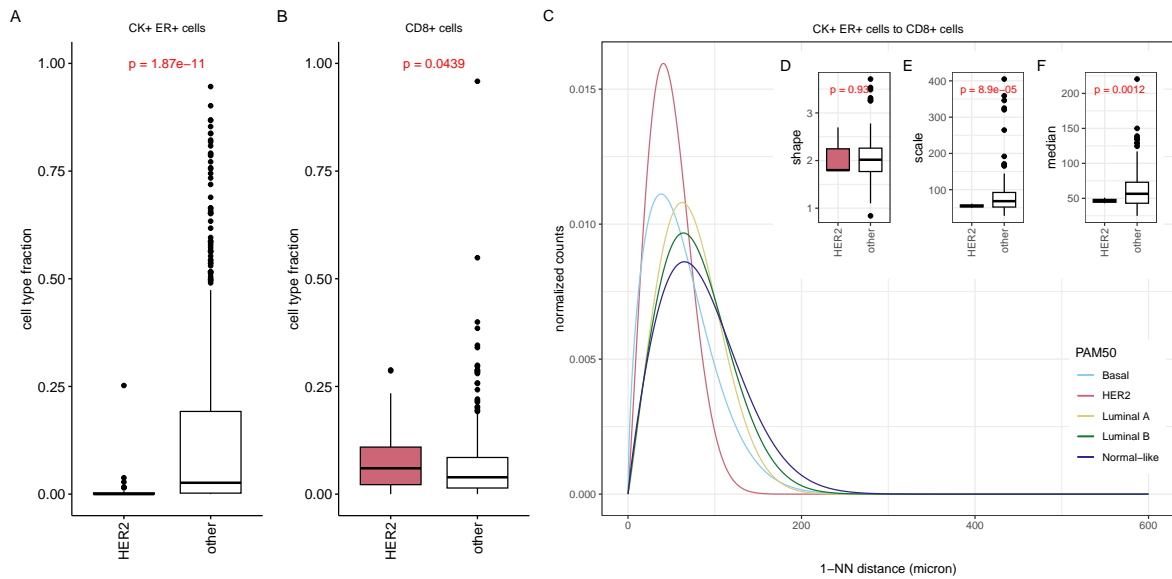 A
CK+ ER+ cells
p = 1.87e−11
cell type fraction
1.00
0.75
0.50
0.25
0.00
HER2
other
B
CD8+ cells
p = 0.0439
cell type fraction
1.00
0.75
0.50
0.25
0.00
HER2
other
C
CK+ ER+ cells to CD8+ cells
normalized counts
0.015
0.010
0.005
0.000
0
200
400
600
1−NN distance (micron)
D
p = 0.93
shape
3
2
1
HER2
other
E
p = 8.9e−05
scale
400
300
200
100
HER2
other
F
p = 0.0012
median
200
150
100
50
HER2
other
PAM50
Basal
HER2
Luminal A
Luminal B
Normal−like